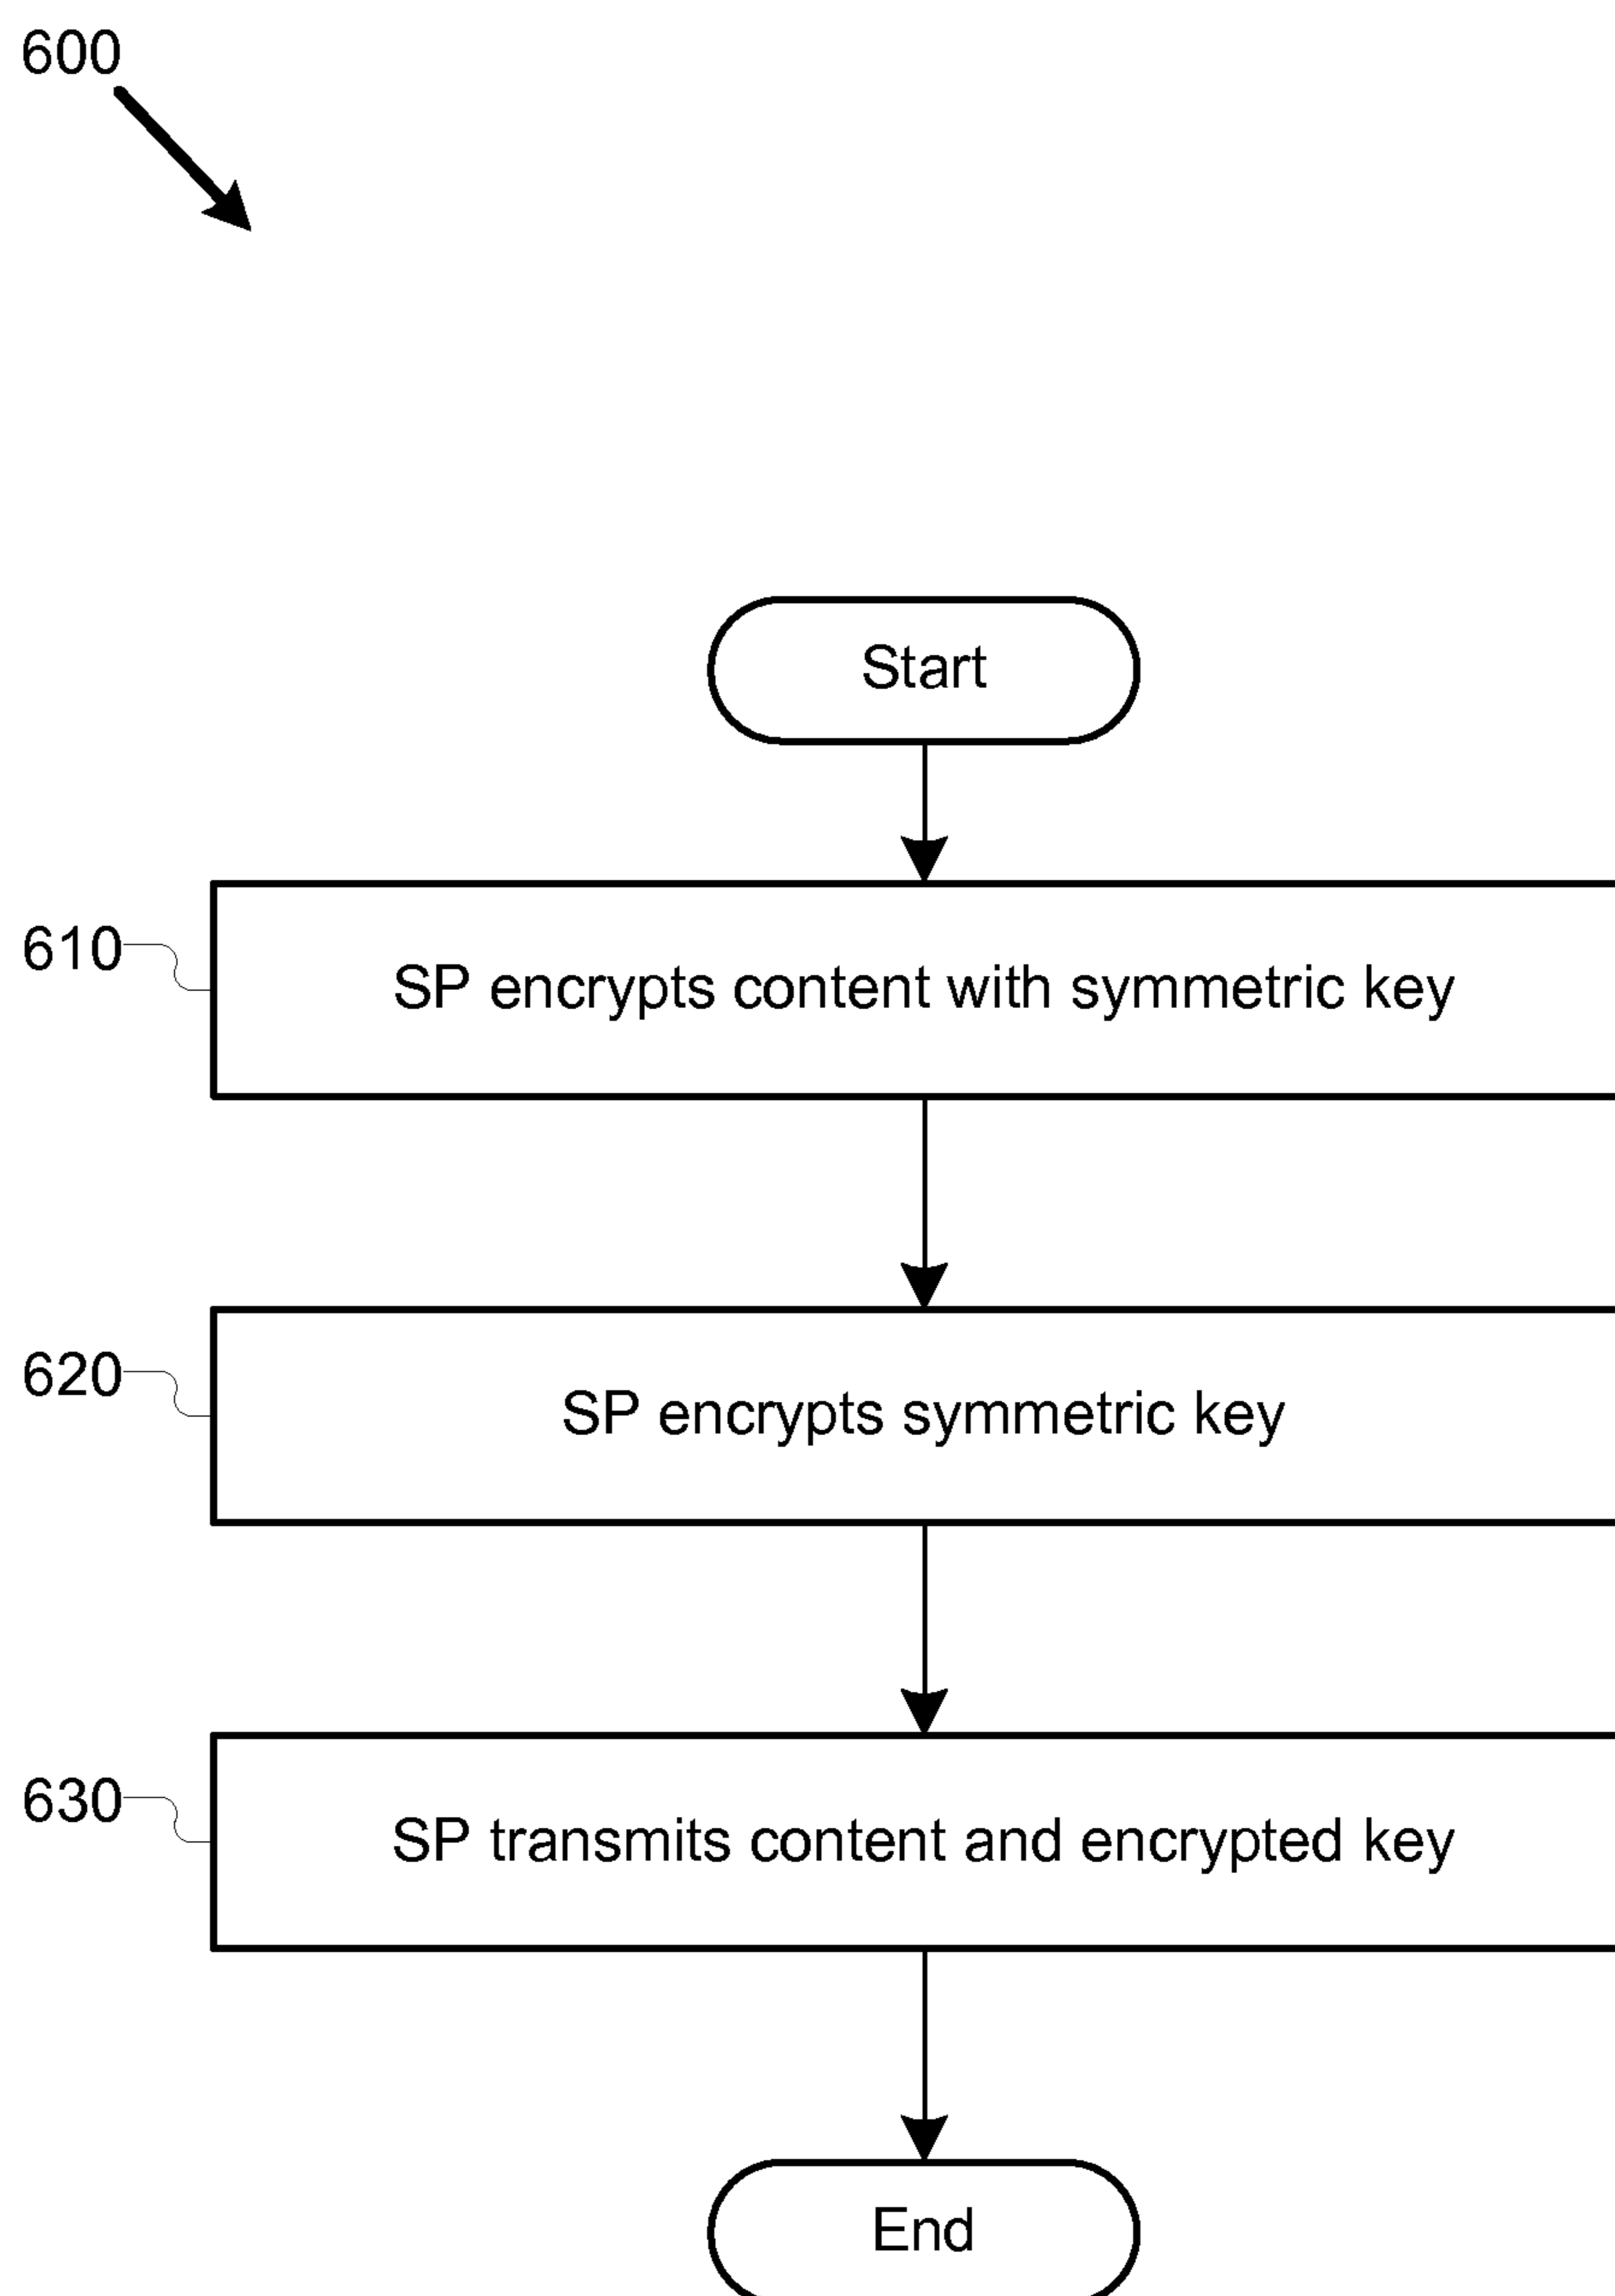 600
Start
610
SP encrypts content with symmetric key
620
SP encrypts symmetric key
630
SP transmits content and encrypted key
End